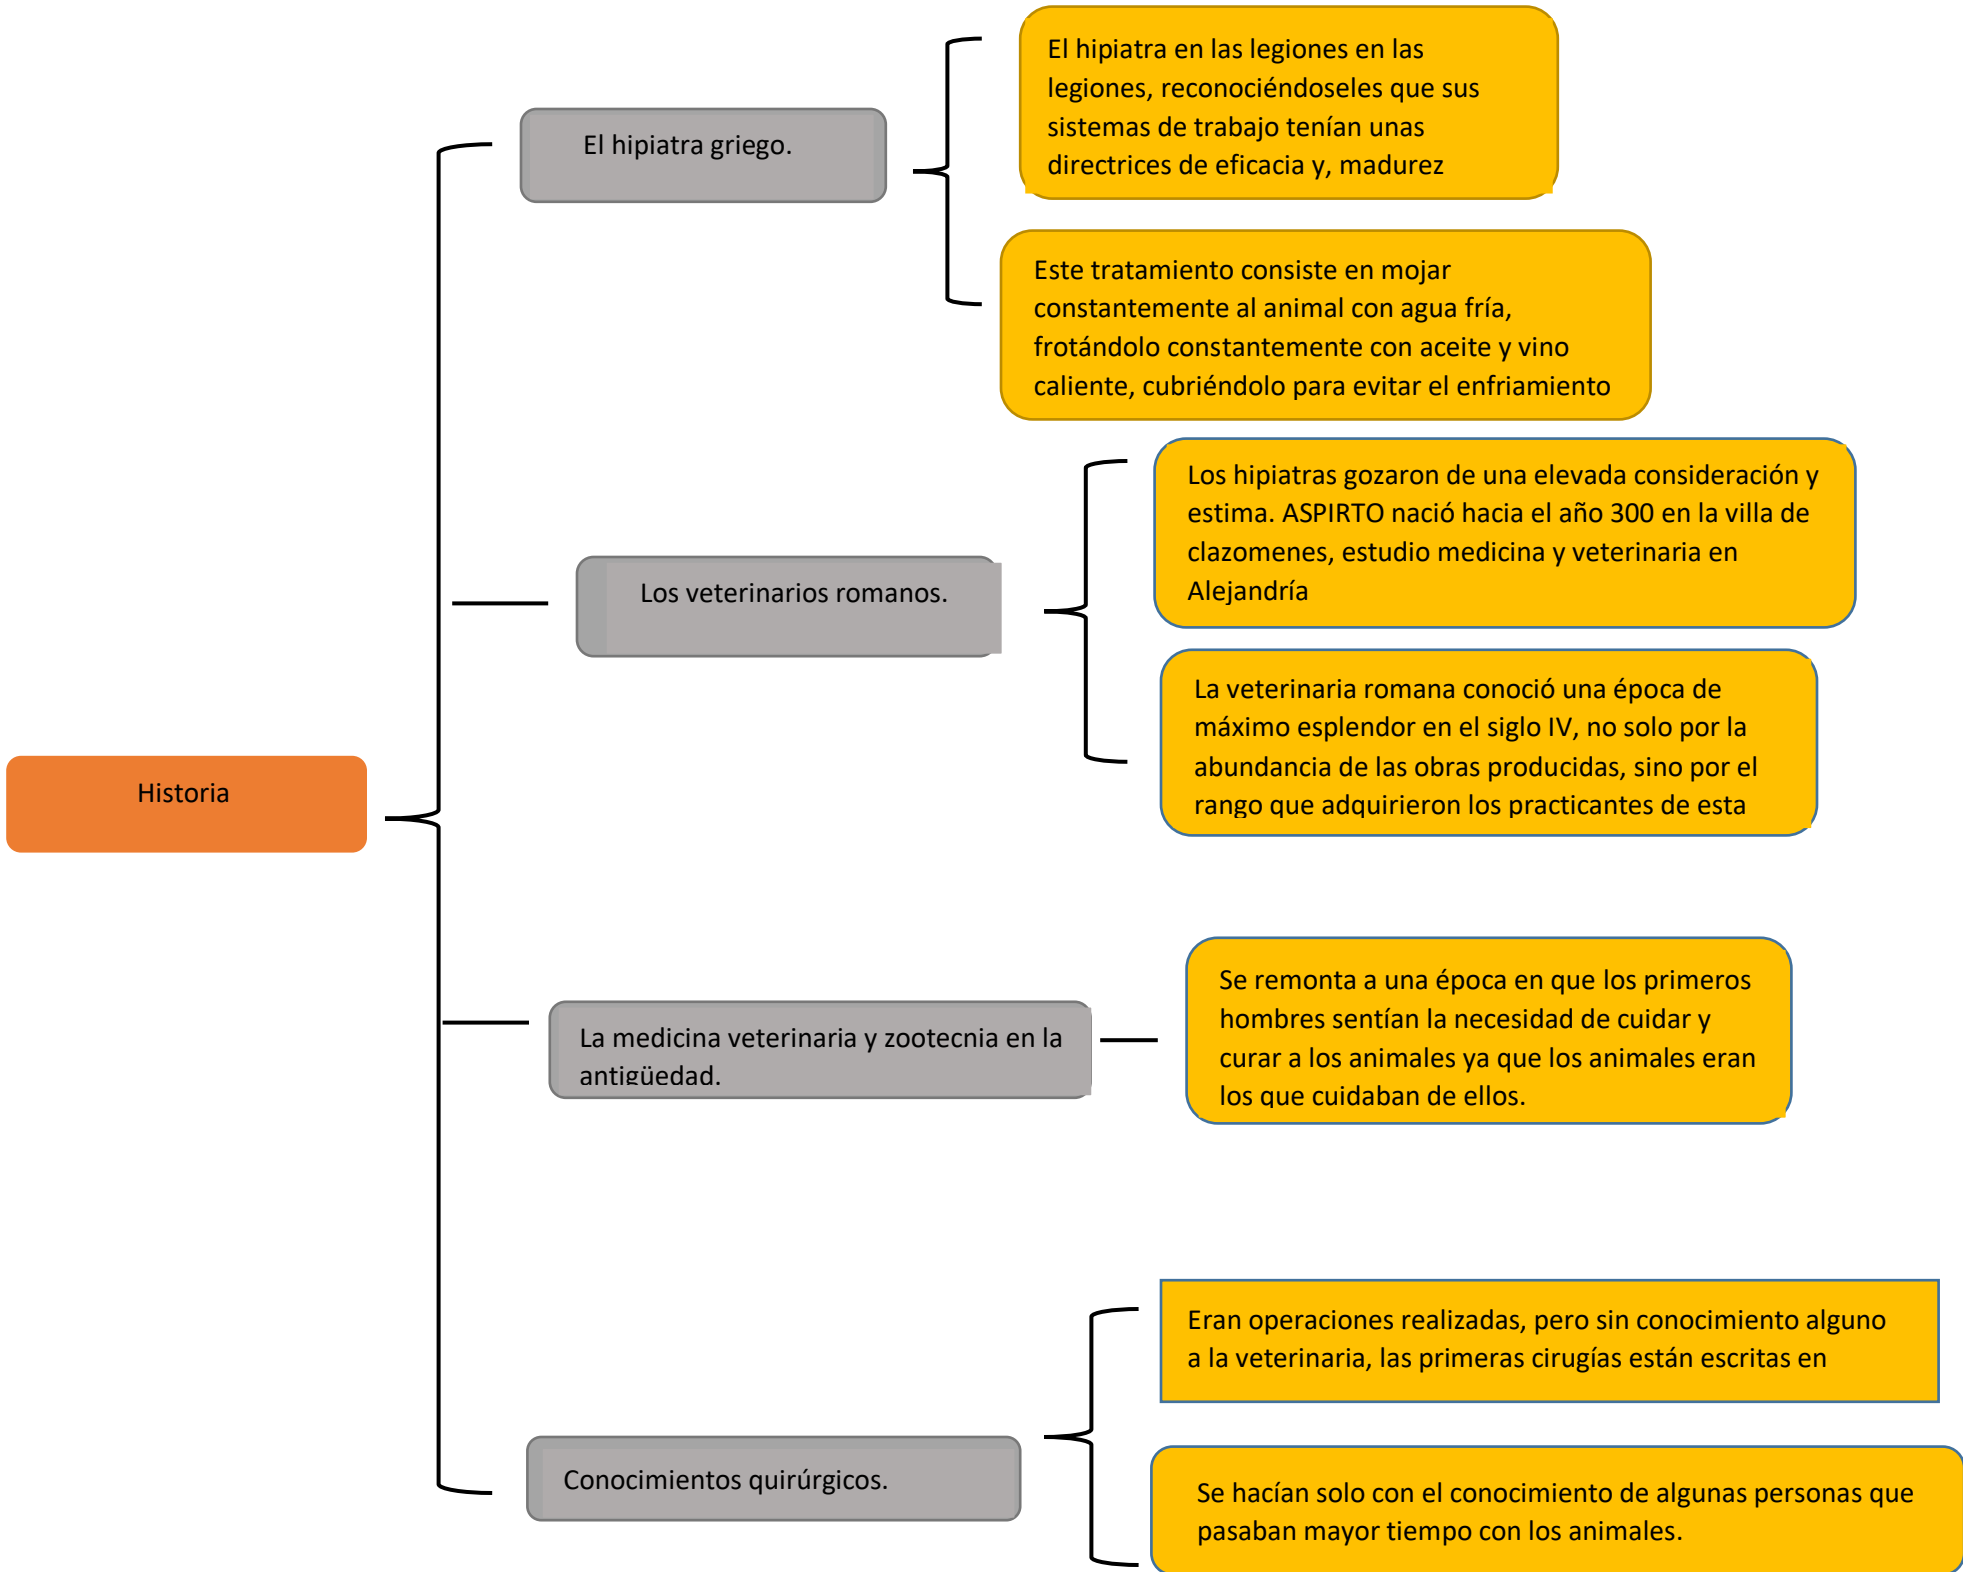 El hipiatra en las legiones en las
legiones, reconociéndoseles que sus
sistemas de trabajo tenían unas
directrices de eficacia y, madurez
El hipiatra griego.
Este tratamiento consiste en mojar
constantemente al animal con agua fría,
frotándolo constantemente con aceite y vino
caliente, cubriéndolo para evitar el enfriamiento
Los hipiatras gozaron de una elevada consideración y
estima. ASPIRTO nació hacia el año 300 en la villa de
clazomenes, estudio medicina y veterinaria en
Alejandría
Los veterinarios romanos.
La veterinaria romana conoció una época de
máximo esplendor en el siglo IV, no solo por la
abundancia de las obras producidas, sino por el
rango que adquirieron los practicantes de esta
Historia
Se remonta a una época en que los primeros
hombres sentían la necesidad de cuidar y
curar a los animales ya que los animales eran
los que cuidaban de ellos.
La medicina veterinaria y zootecnia en la
antigüedad.
Eran operaciones realizadas, pero sin conocimiento alguno
a la veterinaria, las primeras cirugías están escritas en
Conocimientos quirúrgicos.
Se hacían solo con el conocimiento de algunas personas que
pasaban mayor tiempo con los animales.